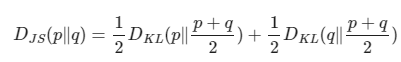 D_{JS}(p‖q) = \frac{1}{2} D_{KL}(p‖\frac{p+q}{2}) + \frac{1}{2} D_{KL}(q‖\frac{p+q}{2})